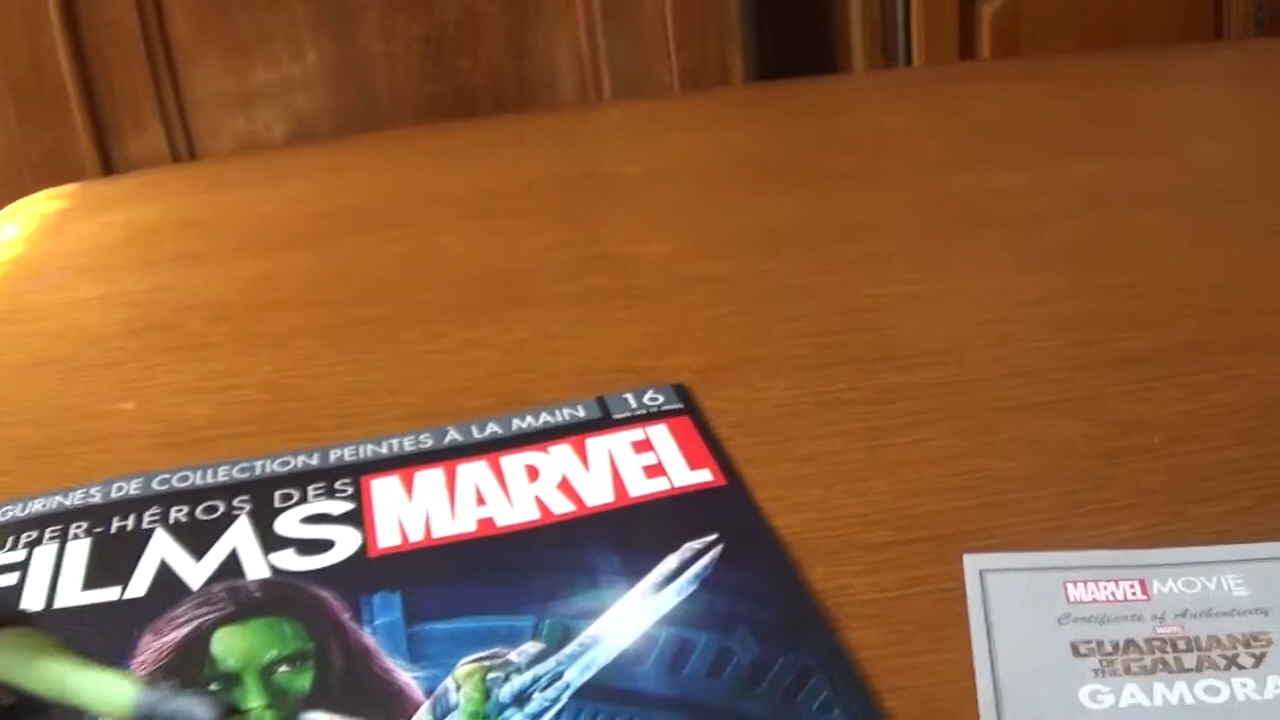 GURINES DE COLLECTION PEINTES À LA MAIN 16
UPER-HÉROS DES
FILMS MARVEL
MARVEL MOVIE
Certificate of Authenticity
MARVEL
GUARDIANS
OF THE GALAXY
GAMORA